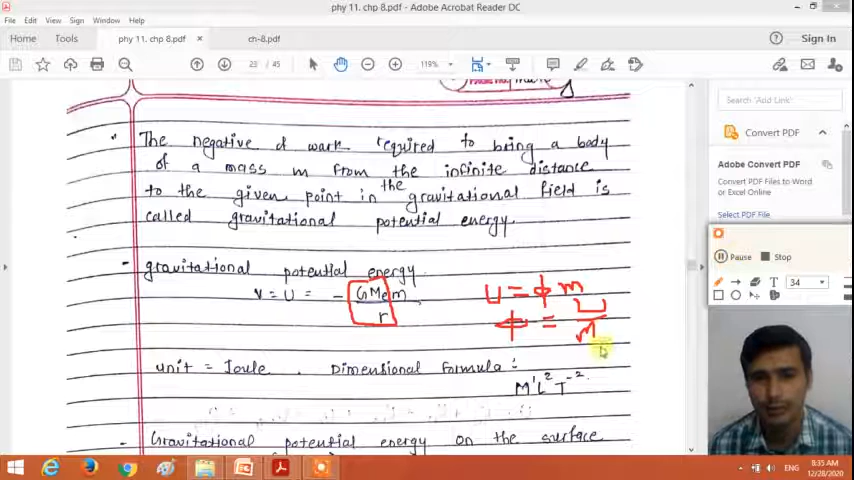 phy 11. chp 8.pdf - Adobe Acrobat Reader DC
File Edit View Sign Window Help
Home Tools phy 11. chp 8.pdf × ch-8.pdf Sign In
23 / 45 119%
The negative of work required to bring a body
of a mass m from the infinite distance
to the given point in the gravitational field is
called gravitational potential energy.
- gravitational potential energy
V = U = - GMem
r
U = ϕ m
ϕ = U
m
unit = Joule . Dimensional Formula :
M¹L²T⁻²
- Gravitational potential energy on the surface
Search 'Add Link'
Convert PDF
Adobe Convert PDF
Convert PDF Files to Word
or Excel Online
Select PDF File
Pause Stop
T 34
ENG
8:35 AM
12/28/2020